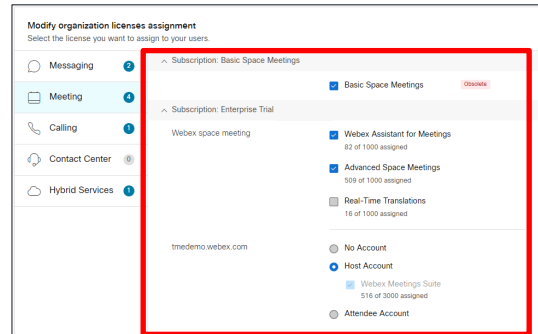 Modify organization licenses assignment
Select the license you want to assign to your users.
Messaging 2
Meeting 4
Calling 1
Contact Center 0
Hybrid Services 1
Subscription: Basic Space Meetings
Basic Space Meetings Obsolete
Subscription: Enterprise Trial
Webex space meeting
Webex Assistant for Meetings
82 of 1000 assigned
Advanced Space Meetings
509 of 1000 assigned
Real-Time Translations
16 of 1000 assigned
tmedemo.webex.com
No Account
Host Account
Webex Meetings Suite
516 of 3000 assigned
Attendee Account